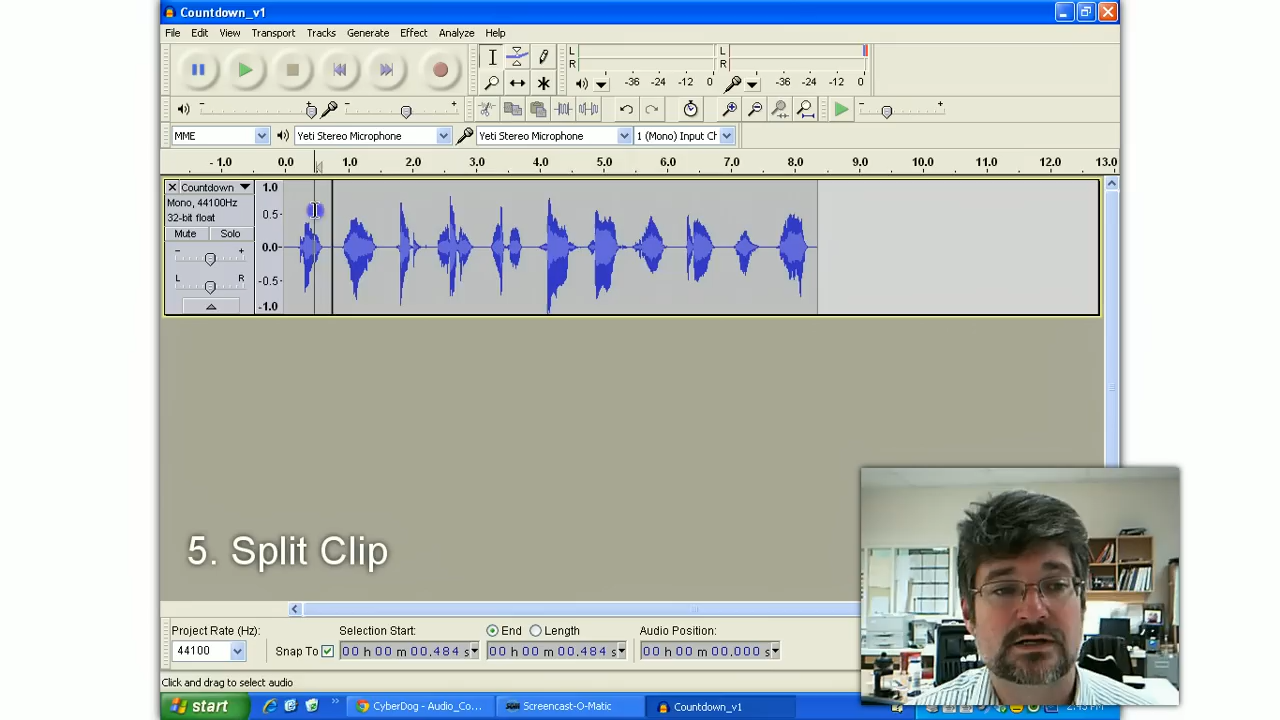 Countdown_v1
File Edit View Transport Tracks Generate Effect Analyze Help
L
R
-36 -24 -12 0
L
R
-36 -24 -12 0
MME
Yeti Stereo Microphone
Yeti Stereo Microphone
1 (Mono) Input Ch
- 1.0 0.0 1.0 2.0 3.0 4.0 5.0 6.0 7.0 8.0 9.0 10.0 11.0 12.0 13.0
Countdown
Mono, 44100Hz
32-bit float
Mute Solo
- +
L R
1.0
0.5-
0.0-
-0.5-
-1.0
5. Split Clip
Project Rate (Hz):
44100
Snap To
Selection Start:
00 h 00 m 00.484 s
End Length
00 h 00 m 00.484 s
Audio Position:
00 h 00 m 00.000 s
Click and drag to select audio
start
CyberDog - Audio_Co...
Screencast-O-Matic
Countdown_v1